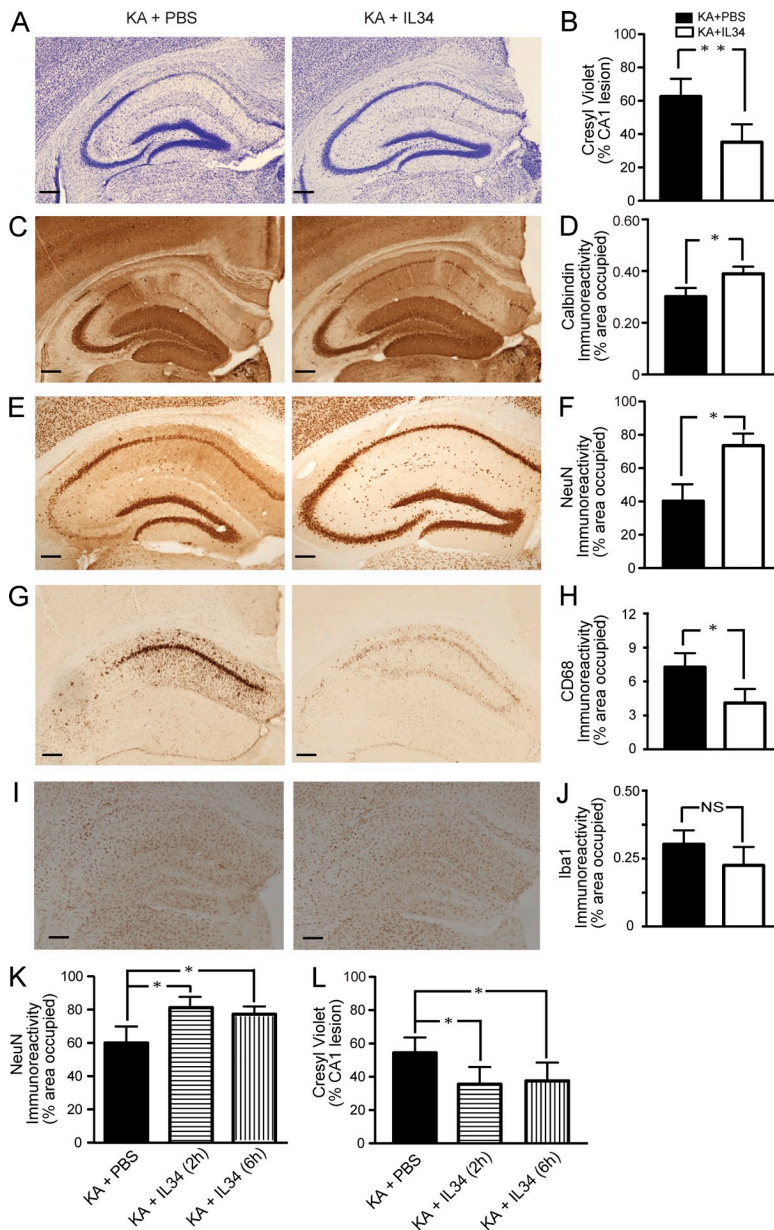 A
KA + PBS
KA + IL34
B
KA+PBS
KA+IL34
Cresyl Violet
(% CA1 lesion)
100
80
60
40
20
0
* *
C
D
Calbindin
Immunoreactivity
(% area occupied)
0.60
0.40
0.20
0
*
E
F
NeuN
Immunoreactivity
(% area occupied)
100
80
60
40
20
0
*
G
H
CD68
Immunoreactivity
(% area occupied)
12
9
6
3
0
*
I
J
Iba1
Immunoreactivity
(% area occupied)
0.50
0.25
0
NS
K
NeuN
Immunoreactivity
(% area occupied)
100
80
60
40
20
0
*
*
KA + PBS
KA + IL34 (2h)
KA + IL34 (6h)
L
Cresyl Violet
(% CA1 lesion)
100
80
60
40
20
0
*
*
KA + PBS
KA + IL34 (2h)
KA + IL34 (6h)